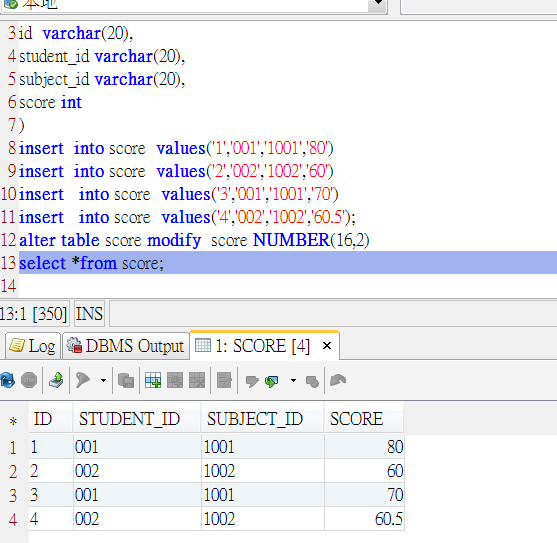 本地
3 id varchar(20),
4 student_id varchar(20),
5 subject_id varchar(20),
6 score int
7 )
8 insert into score values('1','001','1001','80')
9 insert into score values('2','002','1002','60')
10 insert into score values('3','001','1001','70')
11 insert into score values('4','002','1002','60.5');
12 alter table score modify score NUMBER(16,2)
13 select *from score;
14
13:1 [350] INS
Log DBMS Output 1: SCORE [4] ×
* ID STUDENT_ID SUBJECT_ID SCORE
1 1 001 1001 80
2 2 002 1002 60
3 3 001 1001 70
4 4 002 1002 60.5